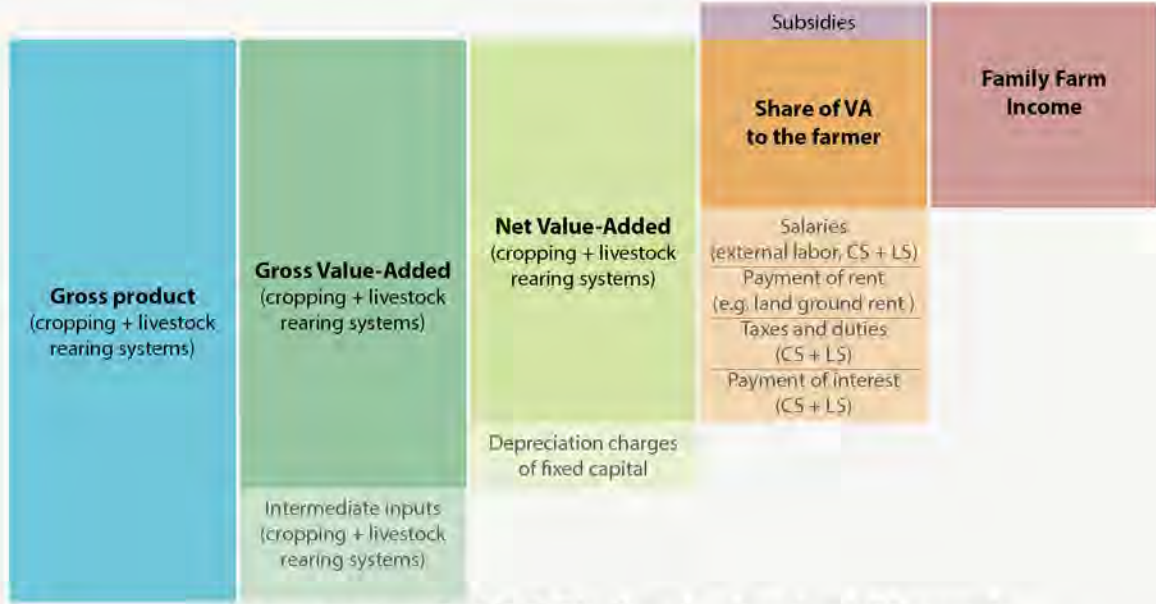 Gross product
(cropping + livestock
rearing systems)
Gross Value-Added
(cropping + livestock
rearing systems)
Intermediate inputs
(cropping + livestock
rearing systems)
Net Value-Added
(cropping + livestock
rearing systems)
Depreciation charges
of fixed capital
Subsidies
Share of VA
to the farmer
Salaries
(external labor, CS + LS)
Payment of rent
(e.g. land ground rent )
Taxes and duties
(CS + LS)
Payment of interest
(CS + LS)
Family Farm
Income